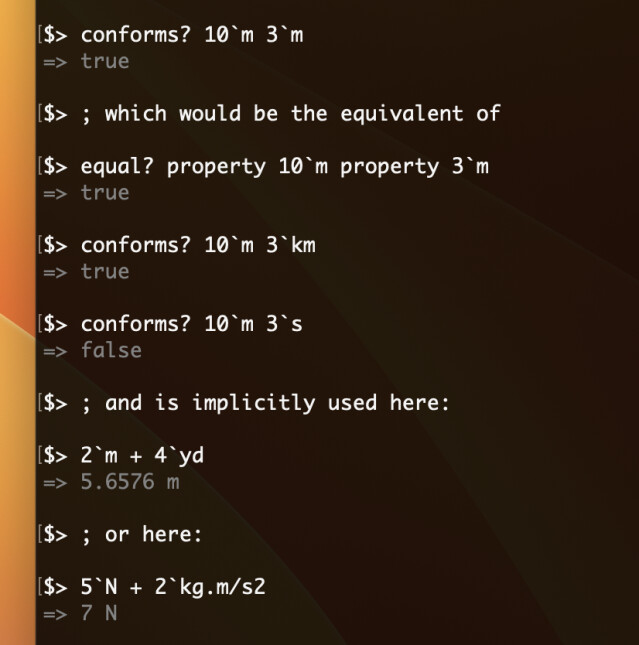 [$> conforms? 10`m 3`m
=> true
[$> ; which would be the equivalent of
[$> equal? property 10`m property 3`m
=> true
[$> conforms? 10`m 3`km
=> true
[$> conforms? 10`m 3`s
=> false
[$> ; and is implicitly used here:
[$> 2`m + 4`yd
=> 5.6576 m
[$> ; or here:
[$> 5`N + 2`kg.m/s2
=> 7 N